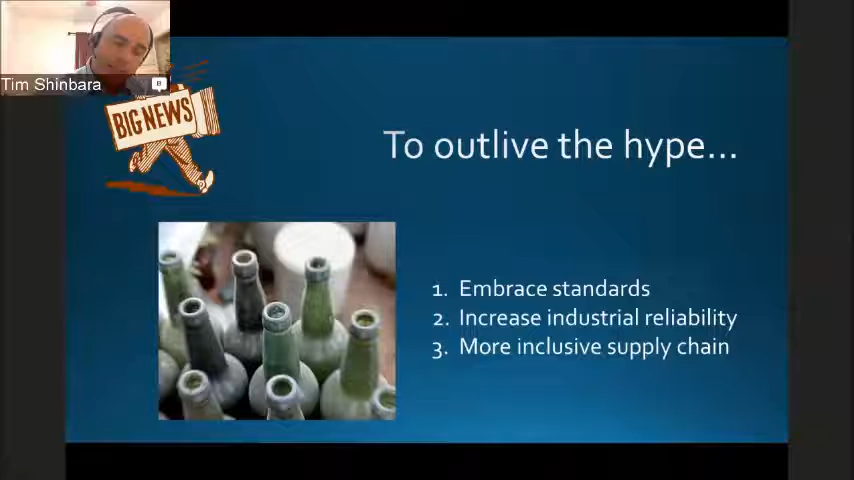 Tim Shinbara
BIG NEWS
To outlive the hype...
1. Embrace standards
2. Increase industrial reliability
3. More inclusive supply chain